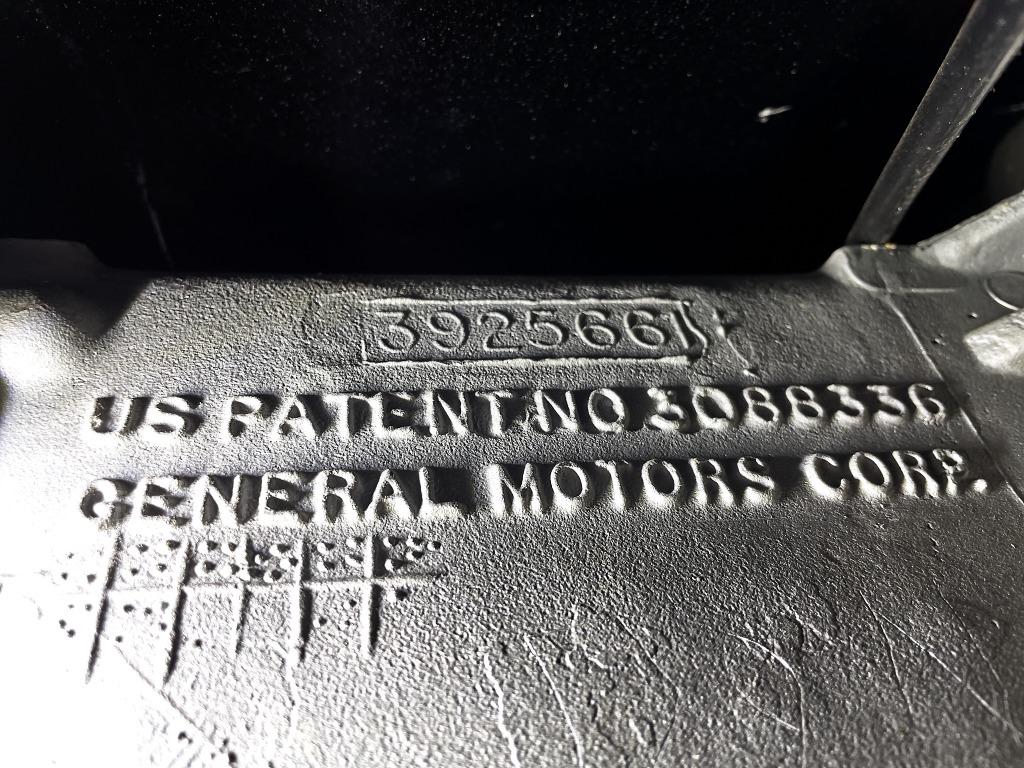 3925661
US PATENT NO 3088336
GENERAL MOTORS CORP.